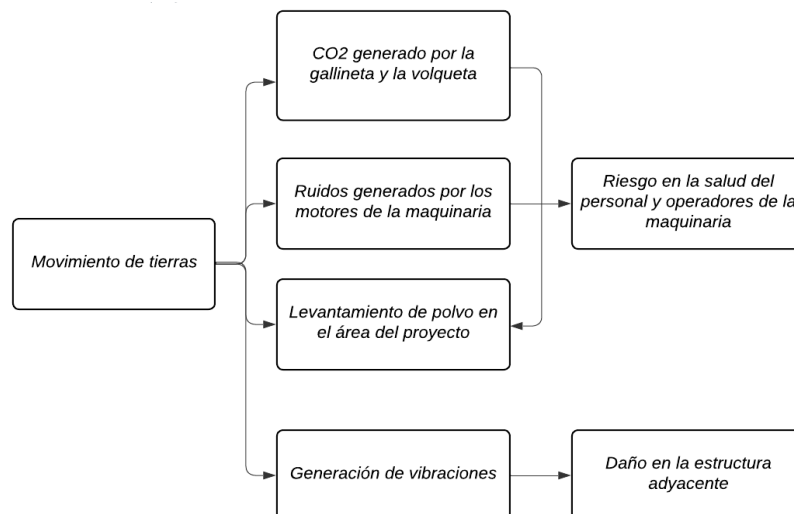 CO2 generado por la
gallineta y la volqueta
Ruidos generados por los
motores de la maquinaria
Riesgo en la salud del
personal y operadores de la
maquinaria
Movimiento de tierras
Levantamiento de polvo en
el área del proyecto
Generación de vibraciones
Daño en la estructura
adyacente